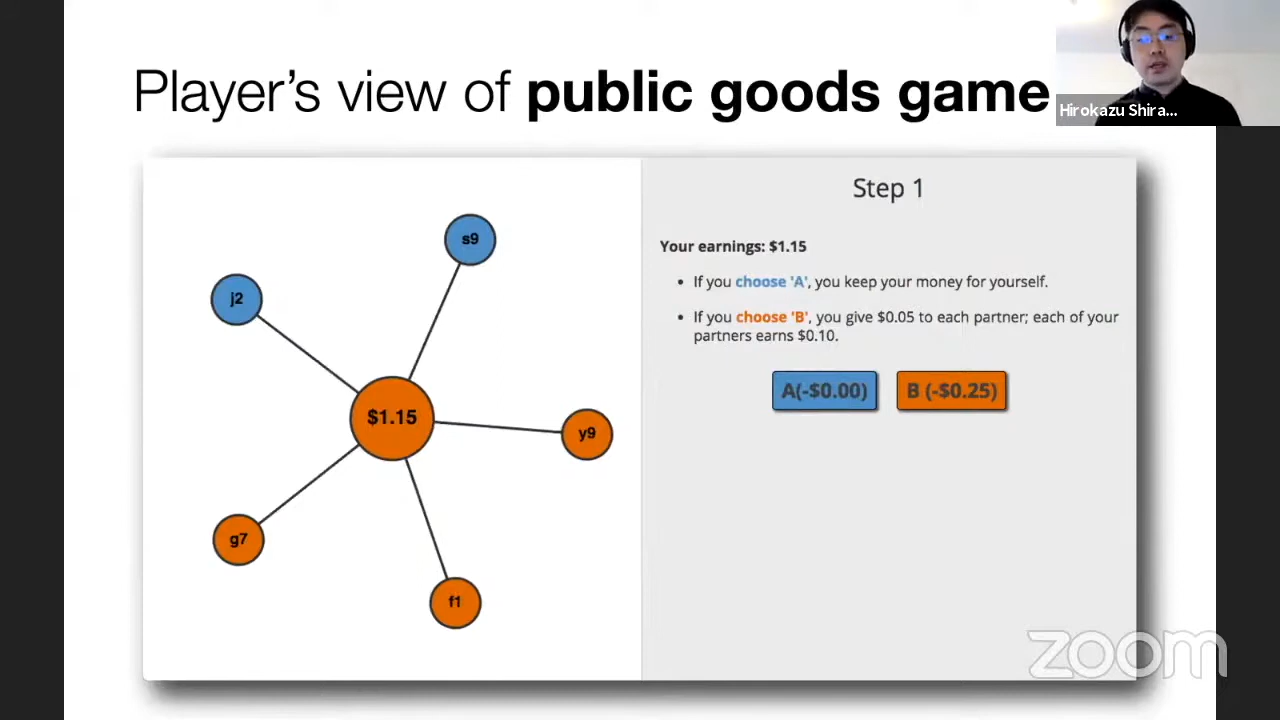 Player's view of public goods game
Hirokazu Shira...
Step 1
s9
Your earnings: $1.15
If you choose 'A', you keep your money for yourself.
j2
If you choose 'B', you give $0.05 to each partner; each of your
partners earns $0.10.
A(-$0.00) B (-$0.25)
$1.15
y9
g7
f1
zoom